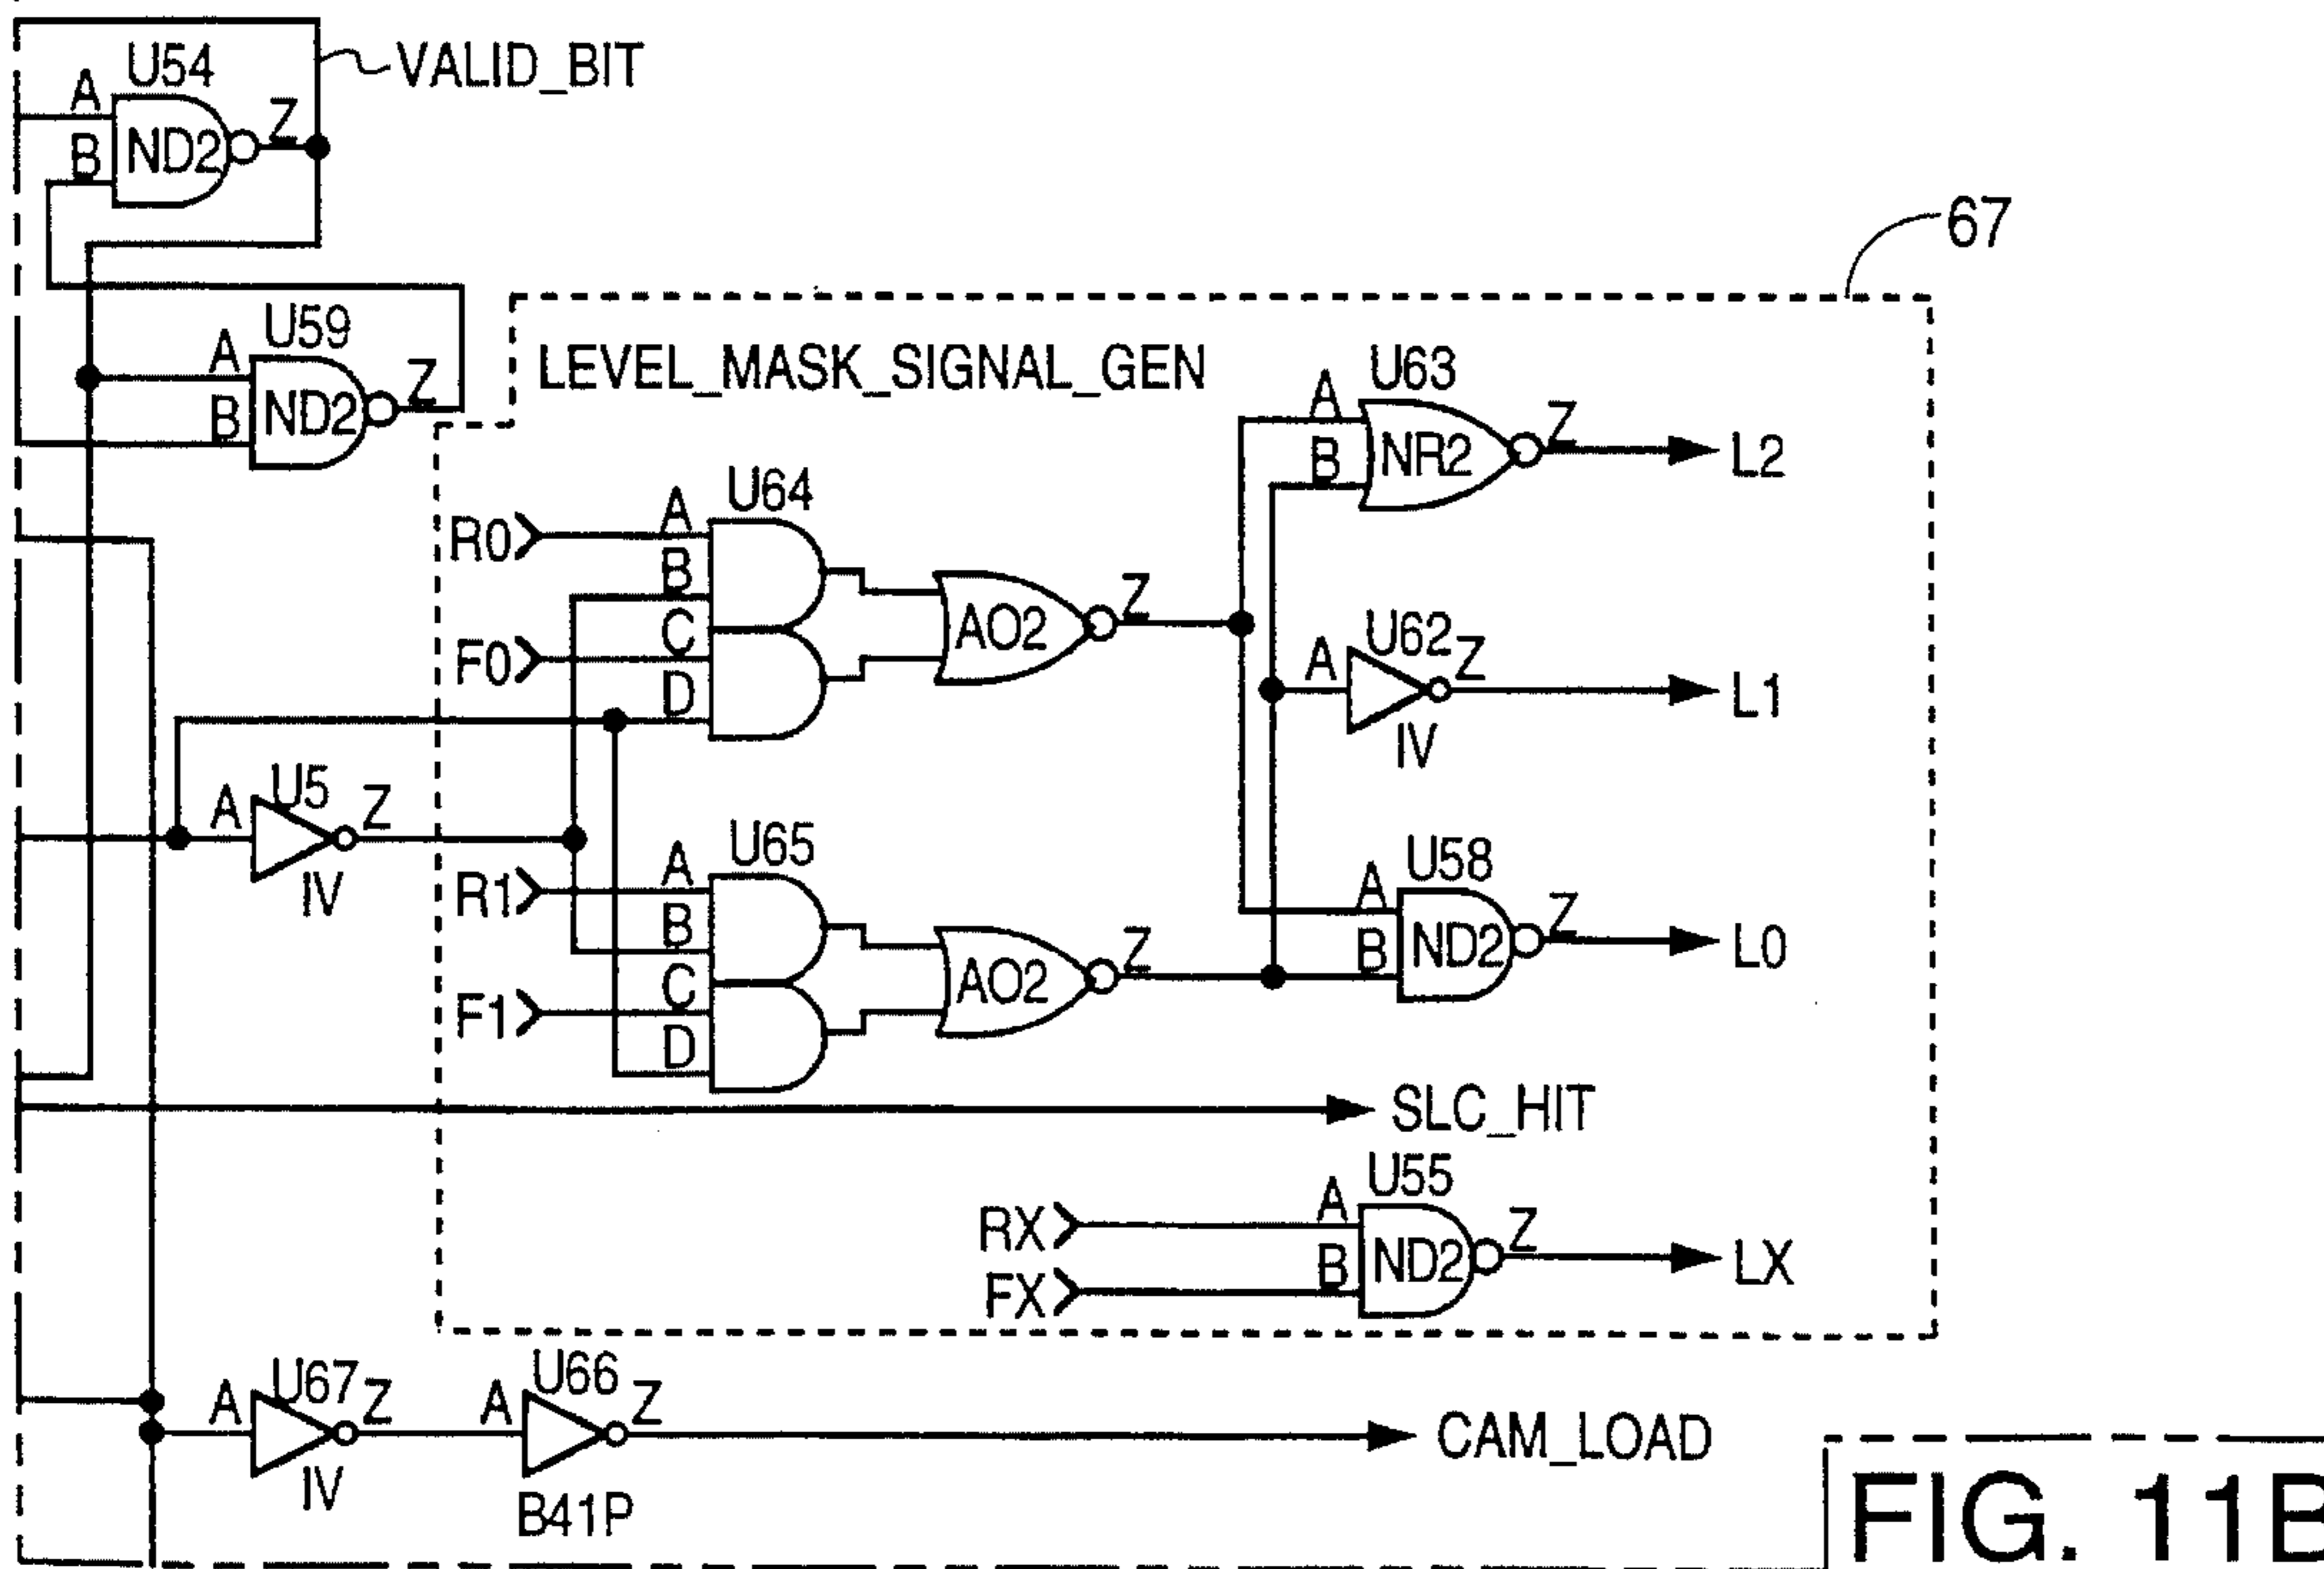 VALID_BIT
U54
A
B
ND2
Z
67
U59
A
B
ND2
Z
LEVEL_MASK_SIGNAL_GEN
U63
A
B
NR2
Z
L2
U64
R0
A
B
F0
C
D
AO2
Z
U62
A
Z
IV
L1
U5
A
Z
IV
U65
R1
A
B
F1
C
D
AO2
Z
U58
A
B
ND2
Z
L0
SLC_HIT
U55
RX
A
FX
B
ND2
Z
LX
U67
A
Z
IV
U66
A
Z
B41P
CAM_LOAD
FIG. 11B